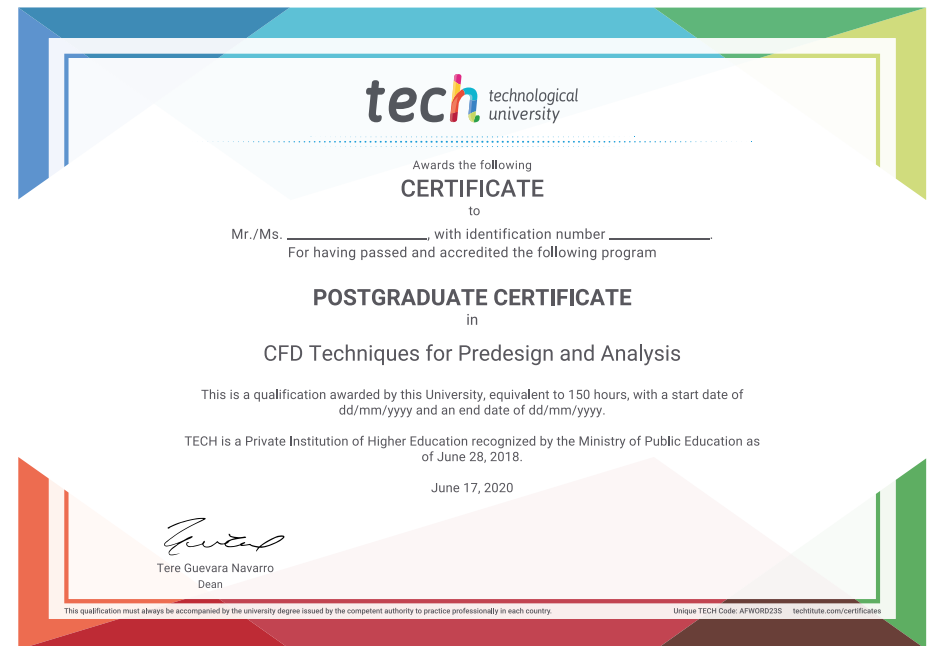 tech technological
university
Awards the following
CERTIFICATE
to
Mr./Ms. ____________________, with identification number ______________.
For having passed and accredited the following program
POSTGRADUATE CERTIFICATE
in
CFD Techniques for Predesign and Analysis
This is a qualification awarded by this University, equivalent to 150 hours, with a start date of
dd/mm/yyyy and an end date of dd/mm/yyyy.
TECH is a Private Institution of Higher Education recognized by the Ministry of Public Education as
of June 28, 2018.
June 17, 2020
Tere Guevara Navarro
Dean
This qualification must always be accompanied by the university degree issued by the competent authority to practice professionally in each country.
Unique TECH Code: AFWORD23S techtitute.com/certificates